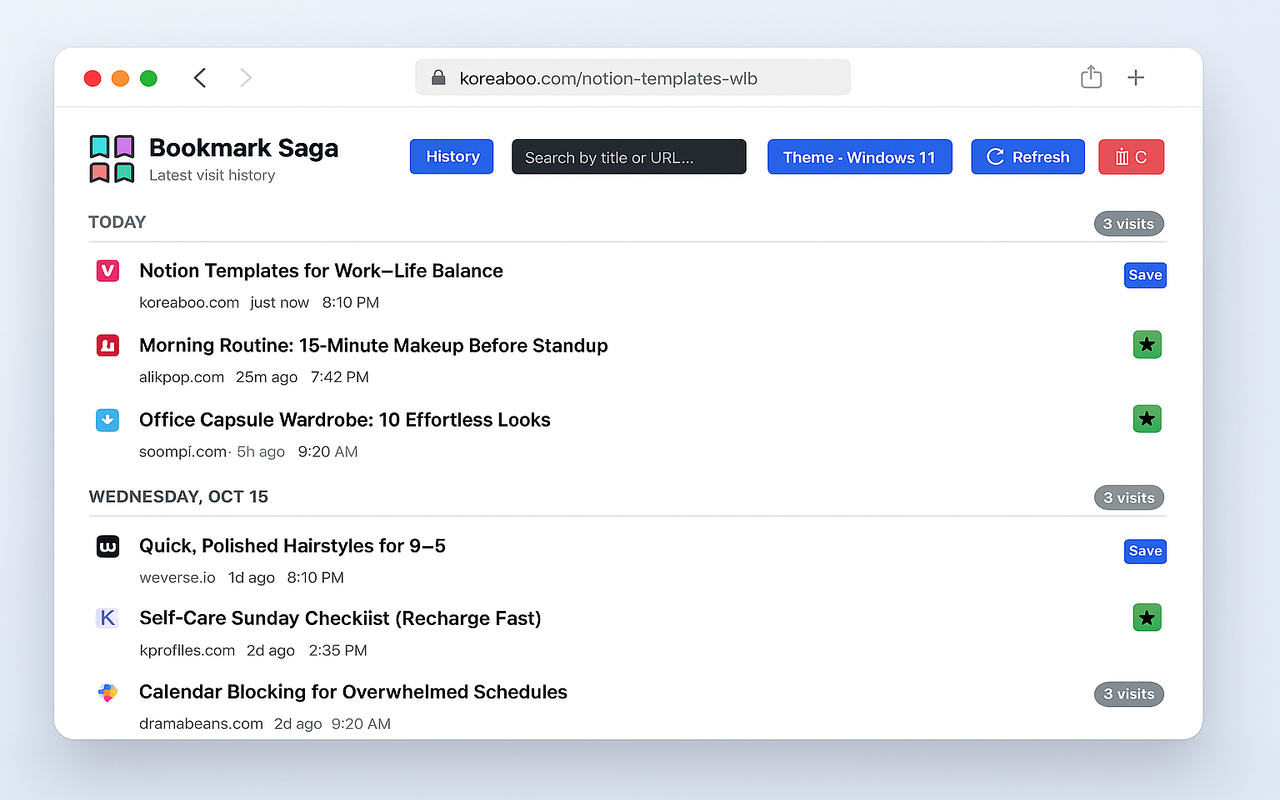 koreaboo.com/notion-templates-wlb
Bookmark Saga
Latest visit history
History
Search by title or URL...
Theme - Windows 11
Refresh
C
TODAY
3 visits
Notion Templates for Work–Life Balance
Save
koreaboo.com just now 8:10 PM
Morning Routine: 15-Minute Makeup Before Standup
alikpop.com 25m ago 7:42 PM
Office Capsule Wardrobe: 10 Effortless Looks
soompí.com· 5h ago 9:20 AM
WEDNESDAY, OCT 15
3 visits
Quick, Polished Hairstyles for 9–5
Save
weverse.io 1d ago 8:10 PM
K
Self-Care Sunday Checkiist (Recharge Fast)
kproflles.com 2d ago 2:35 PM
Calendar Blocking for Overwhelmed Schedules
3 visits
dramabeans.com 2d ago 9:20 AM